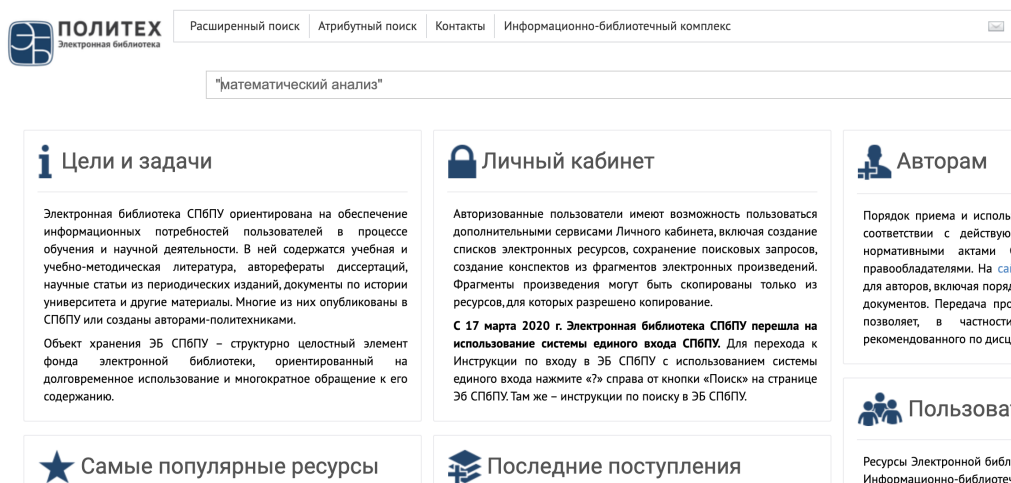 ПОЛИТЕХ
Электронная библиотека
Расширенный поиск
Атрибутный поиск
Контакты
Информационно-библиотечный комплекс
"математический анализ"
Цели и задачи
Электронная библиотека СПбПУ ориентирована на обеспечение
информационных потребностей пользователей в процессе
обучения и научной деятельности. В ней содержатся учебная и
учебно-методическая литература, авторефераты диссертаций,
научные статьи из периодических изданий, документы по истории
университета и другие материалы. Многие из них опубликованы в
СПбПУ или созданы авторами-политехниками.
Объект хранения ЭБ СПбПУ – структурно целостный элемент
фонда электронной библиотеки, ориентированный на
долговременное использование и многократное обращение к его
содержанию.
Личный кабинет
Авторизованные пользователи имеют возможность пользоваться
дополнительными сервисами Личного кабинета, включая создание
списков электронных ресурсов, сохранение поисковых запросов,
создание конспектов из фрагментов электронных произведений.
Фрагменты произведения могут быть скопированы только из
ресурсов, для которых разрешено копирование.
С 17 марта 2020 г. Электронная библиотека СПбПУ перешла на
использование системы единого входа СПбПУ. Для перехода к
Инструкции по входу в ЭБ СПбПУ с использованием системы
единого входа нажмите «?» справа от кнопки «Поиск» на странице
Эб СПбПУ. Там же – инструкции по поиску в ЭБ СПбПУ.
Авторам
Порядок приема и исполь
соответствии с действую
нормативными актами
правообладателями. На са
для авторов, включая поряд
документов. Передача про
позволяет, в частности
рекомендованного по дисц
Пользоват
Ресурсы Электронной библ
Информационно-библиотеч
Самые популярные ресурсы
Последние поступления